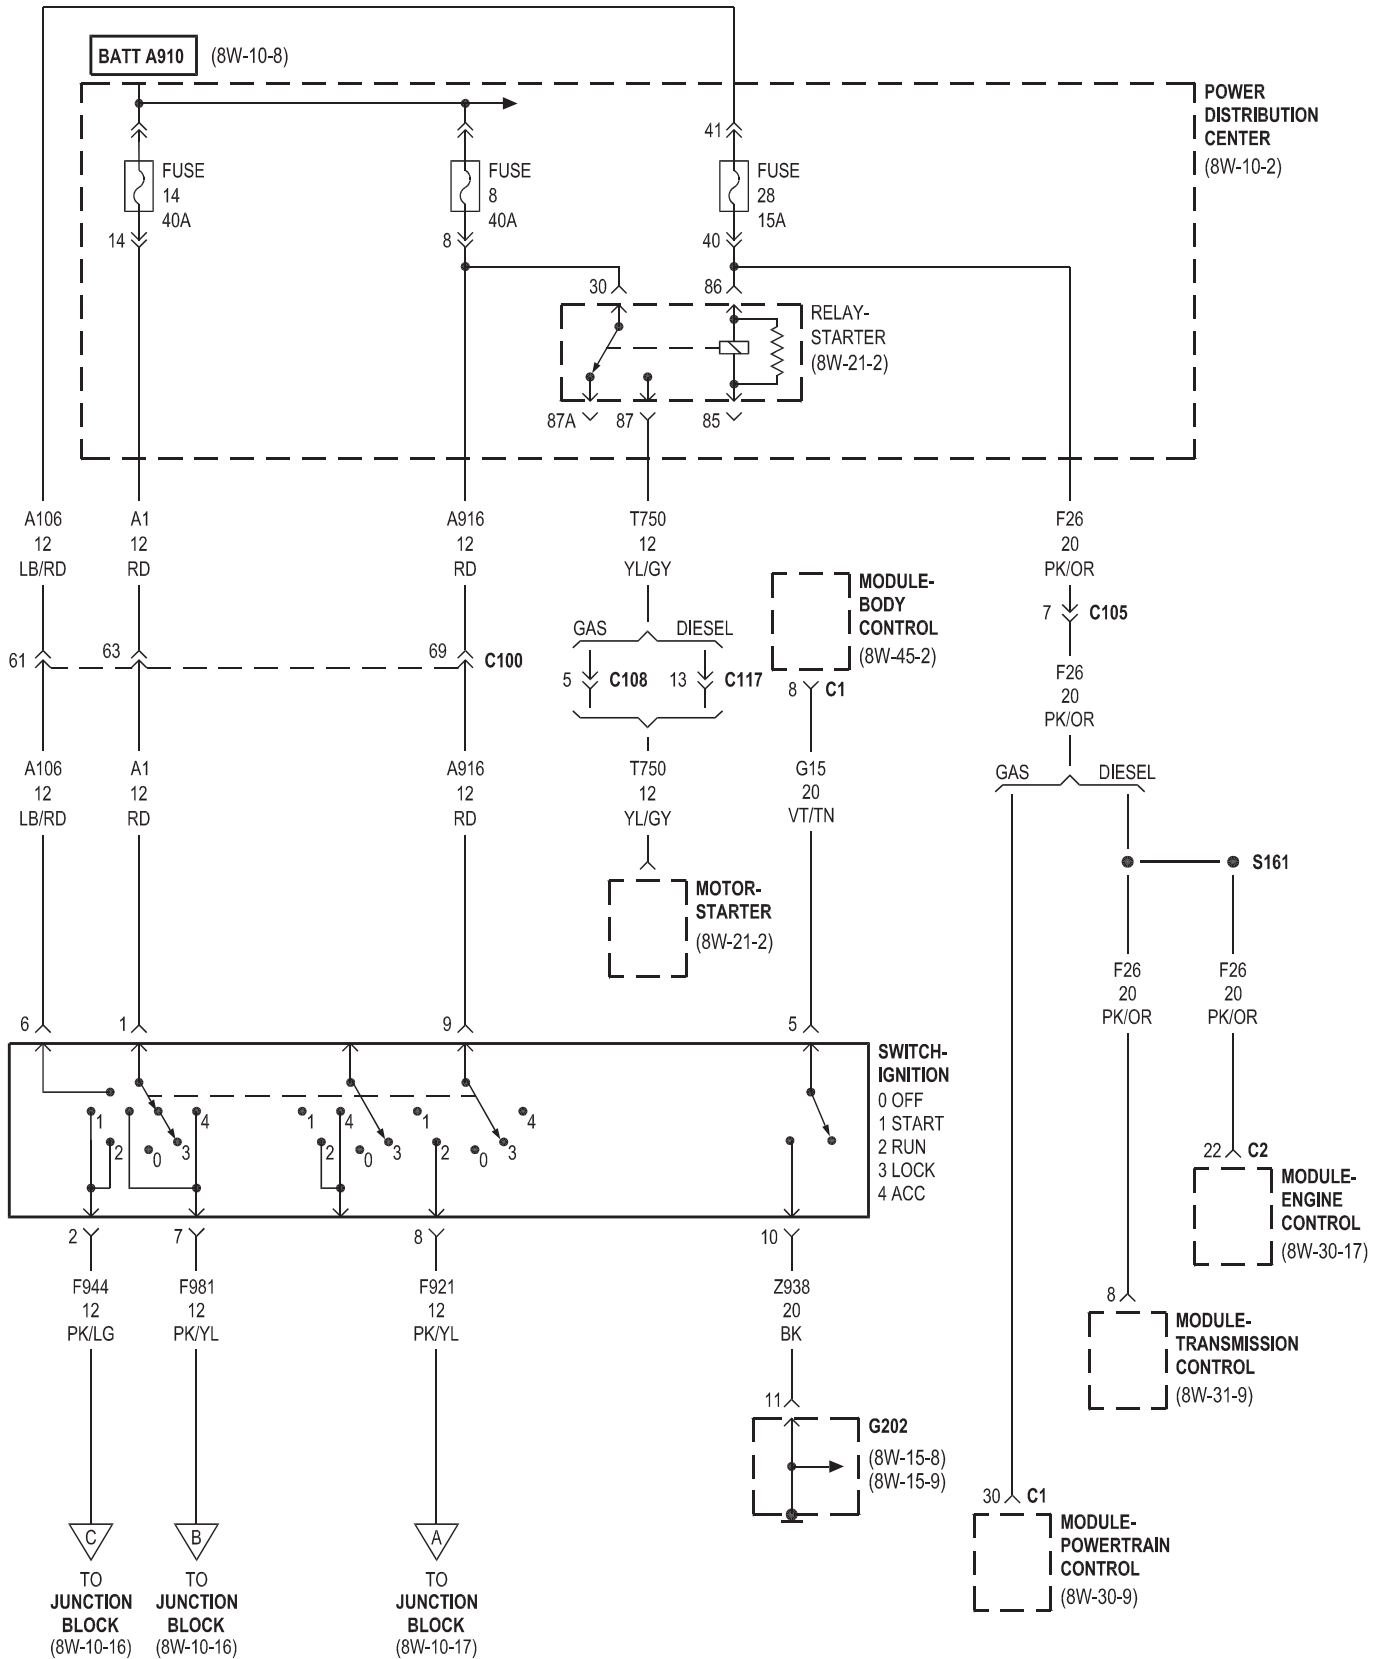 BATT A910 (8W-10-8)
POWER
DISTRIBUTION
CENTER
(8W-10-2)
41
FUSE
14
40A
FUSE
8
40A
FUSE
28
15A
14
8
40
30
86
RELAY-
STARTER
(8W-21-2)
87A
87
85
A106
12
LB/RD
A1
12
RD
A916
12
RD
T750
12
YL/GY
F26
20
PK/OR
MODULE-
BODY
CONTROL
(8W-45-2)
7
C105
GAS
DIESEL
61
63
69
C100
5
C108
13
C117
8
C1
F26
20
PK/OR
A106
12
LB/RD
A1
12
RD
A916
12
RD
T750
12
YL/GY
G15
20
VT/TN
GAS
DIESEL
S161
MOTOR-
STARTER
(8W-21-2)
F26
20
PK/OR
F26
20
PK/OR
6
1
9
5
SWITCH-
IGNITION
0 OFF
1 START
2 RUN
3 LOCK
4 ACC
1
2
0
3
4
1
2
4
0
3
1
2
0
3
4
22
C2
MODULE-
ENGINE
CONTROL
(8W-30-17)
2
7
8
10
F944
12
PK/LG
F981
12
PK/YL
F921
12
PK/YL
Z938
20
BK
8
MODULE-
TRANSMISSION
CONTROL
(8W-31-9)
11
G202
(8W-15-8)
(8W-15-9)
30
C1
MODULE-
POWERTRAIN
CONTROL
(8W-30-9)
C
TO
JUNCTION
BLOCK
(8W-10-16)
B
TO
JUNCTION
BLOCK
(8W-10-16)
A
TO
JUNCTION
BLOCK
(8W-10-17)